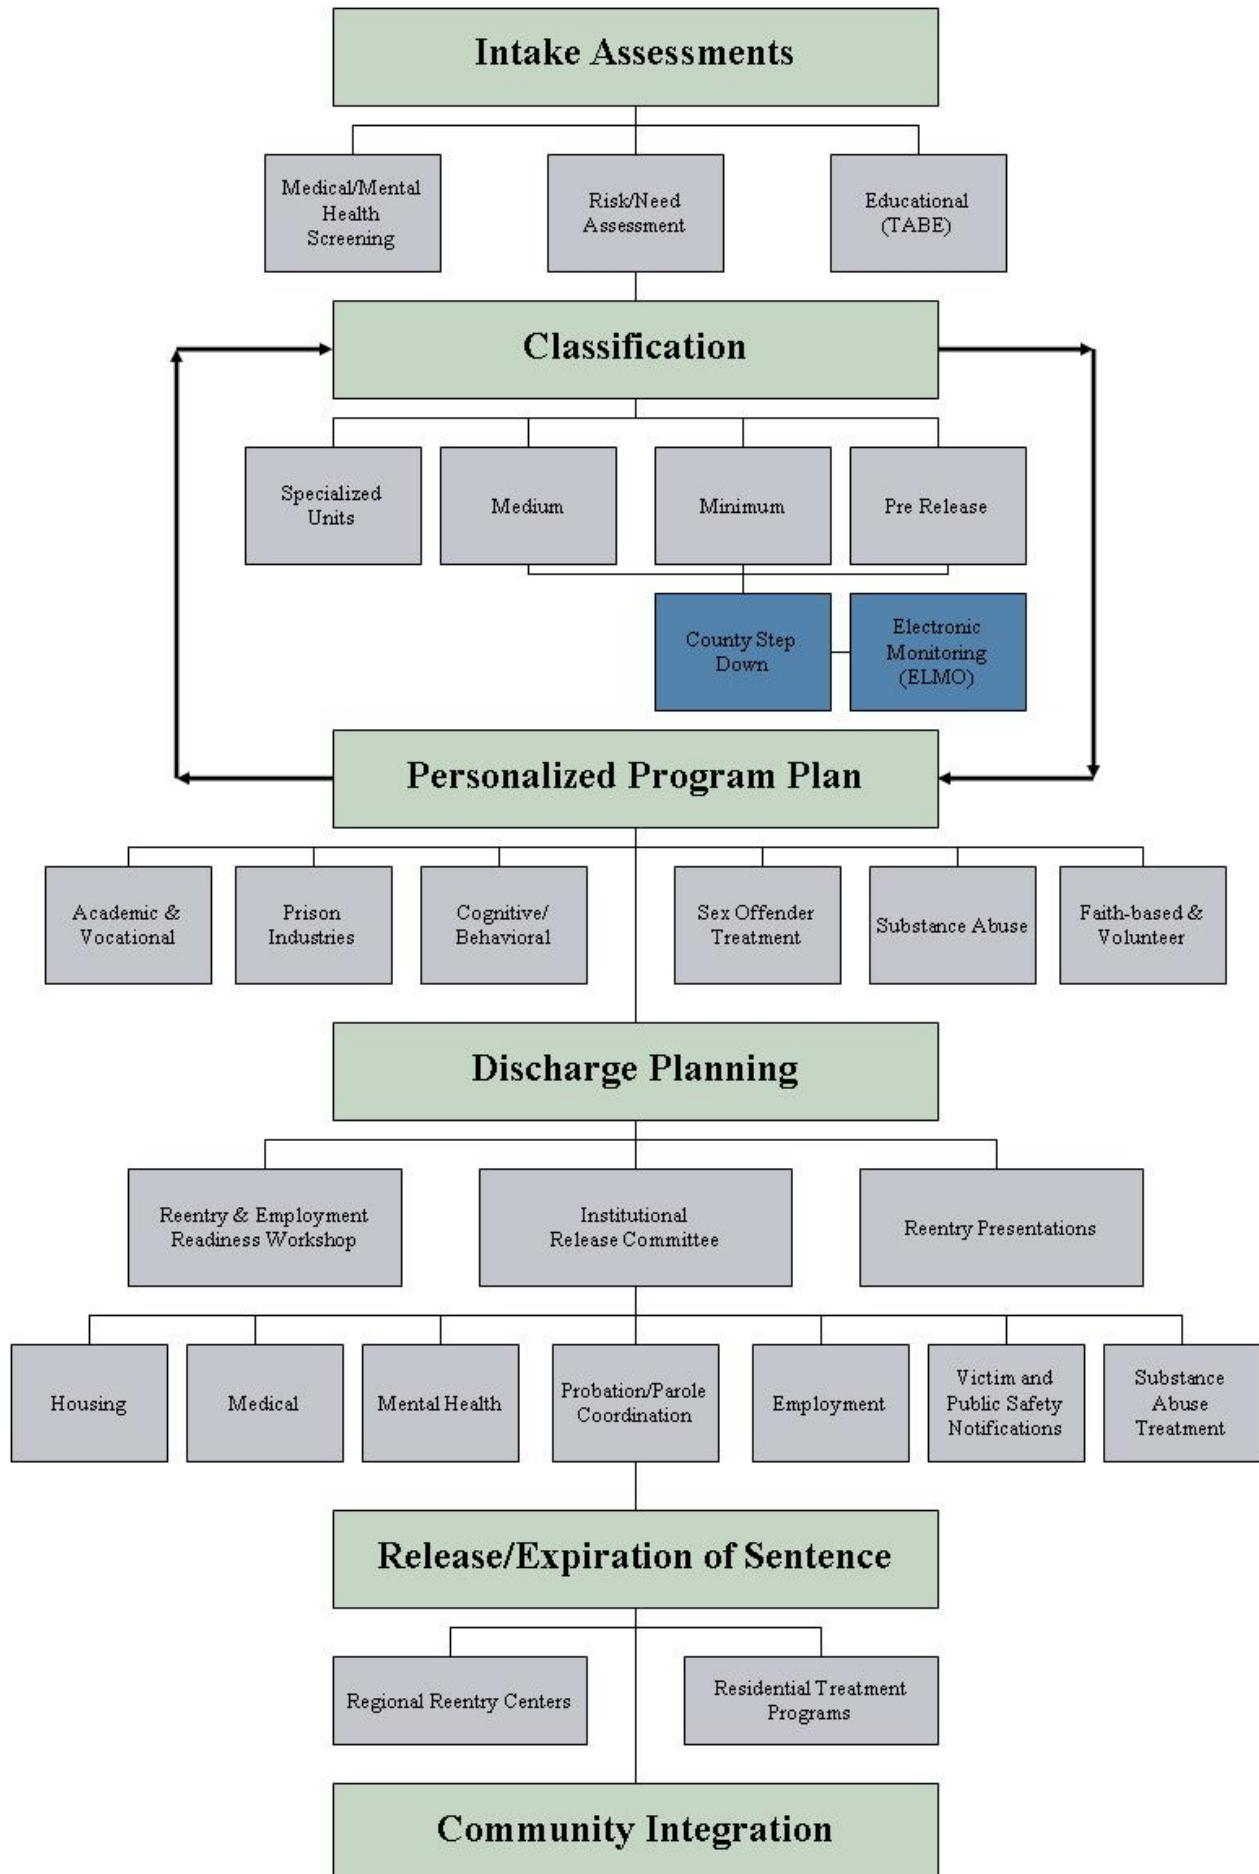 Intake Assessments
Medical/Mental
Health
Screening
Risk/Need
Assessment
Educational
(TABE)
Classification
Specialized
Units
Medium
Minimum
Pre Release
County Step
Down
Electronic
Monitoring
(ELMO)
Personalized Program Plan
Academic &
Vocational
Prison
Industries
Cognitive/
Behavioral
Sex Offender
Treatment
Substance Abuse
Faith-based &
Volunteer
Discharge Planning
Reentry & Employment
Readiness Workshop
Institutional
Release Committee
Reentry Presentations
Housing
Medical
Mental Health
Probation/Parole
Coordination
Employment
Victim and
Public Safety
Notifications
Substance
Abuse
Treatment
Release/Expiration of Sentence
Regional Reentry Centers
Residential Treatment
Programs
Community Integration